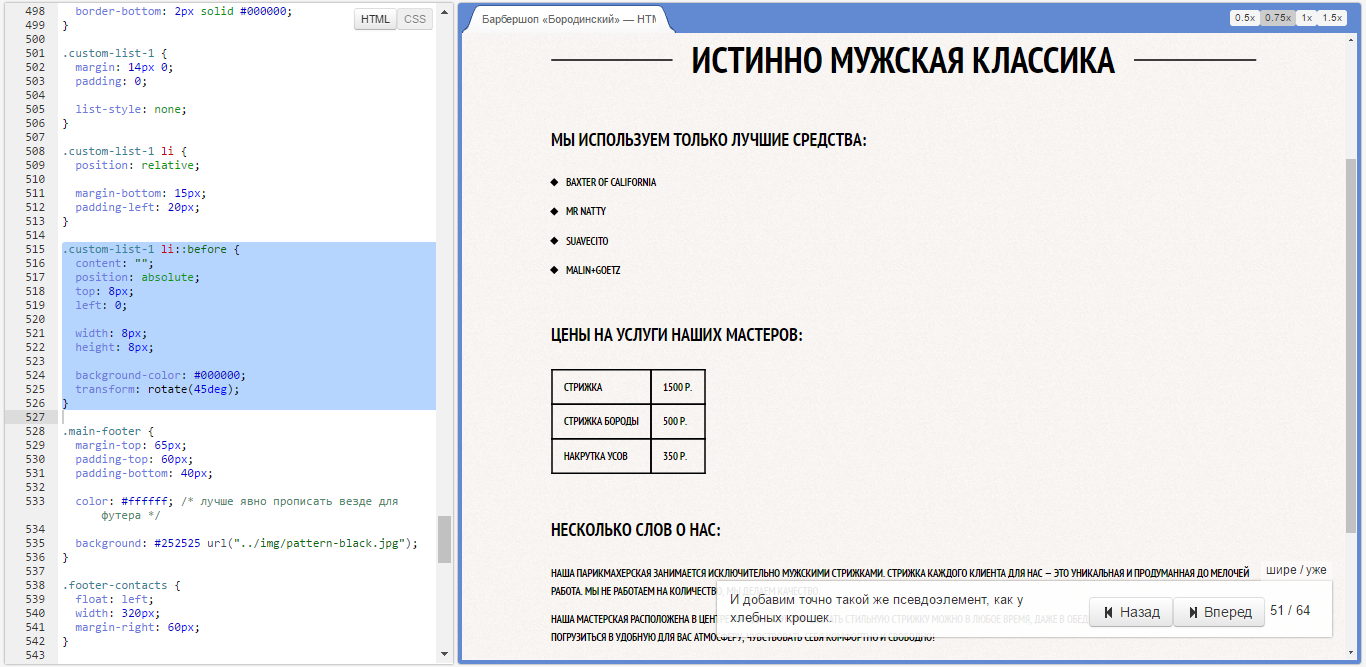 498   border-bottom: 2px solid #000000;
499 }
500
501 .custom-list-1 {
502   margin: 14px 0;
503   padding: 0;
504
505   list-style: none;
506 }
507
508 .custom-list-1 li {
509   position: relative;
510
511   margin-bottom: 15px;
512   padding-left: 20px;
513 }
514
515 .custom-list-1 li::before {
516   content: "";
517   position: absolute;
518   top: 8px;
519   left: 0;
520
521   width: 8px;
522   height: 8px;
523
524   background-color: #000000;
525   transform: rotate(45deg);
526 }
527
528 .main-footer {
529   margin-top: 65px;
530   padding-top: 60px;
531   padding-bottom: 40px;
532
533   color: #ffffff; /* лучше явно прописать везде для
футера */
534
535   background: #252525 url("../img/pattern-black.jpg");
536 }
537
538 .footer-contacts {
539   float: left;
540   width: 320px;
541   margin-right: 60px;
542 }
543
HTML CSS
Барбершоп «Бородинский» — HTM
0.5x 0.75x 1x 1.5x
ИСТИННО МУЖСКАЯ КЛАССИКА
МЫ ИСПОЛЬЗУЕМ ТОЛЬКО ЛУЧШИЕ СРЕДСТВА:
BAXTER OF CALIFORNIA
MR NATTY
SUAVECITO
MALIN+GOETZ
ЦЕНЫ НА УСЛУГИ НАШИХ МАСТЕРОВ:
СТРИЖКА 1500 Р.
СТРИЖКА БОРОДЫ 500 Р.
НАКРУТКА УСОВ 350 Р.
НЕСКОЛЬКО СЛОВ О НАС:
НАША ПАРИКМАХЕРСКАЯ ЗАНИМАЕТСЯ ИСКЛЮЧИТЕЛЬНО МУЖСКИМИ СТРИЖКАМИ. СТРИЖКА КАЖДОГО КЛИЕНТА ДЛЯ НАС — ЭТО УНИКАЛЬНАЯ И ПРОДУМАННАЯ ДО МЕЛОЧЕЙ
РАБОТА. МЫ НЕ РАБОТАЕМ НА КОЛИЧЕСТВО, МЫ ДЕЛАЕМ КАЧЕСТВО.
НАША МАСТЕРСКАЯ РАСПОЛОЖЕНА В СТИЛЬНУЮ СТРИЖКУ МОЖНО В ЛЮБОЕ ВРЕМЯ, ДАЖЕ В
ПОГРУЗИТЬСЯ В УДОБНУЮ ДЛЯ ВАС АТМОСФЕРУ, ЧУВСТВОВАТЬ СЕБЯ КОМФОРТНО И СВОБОДНО!
шире / уже
И добавим точно такой же псевдоэлемент, как у
хлебных крошек.
Назад Вперед 51 / 64